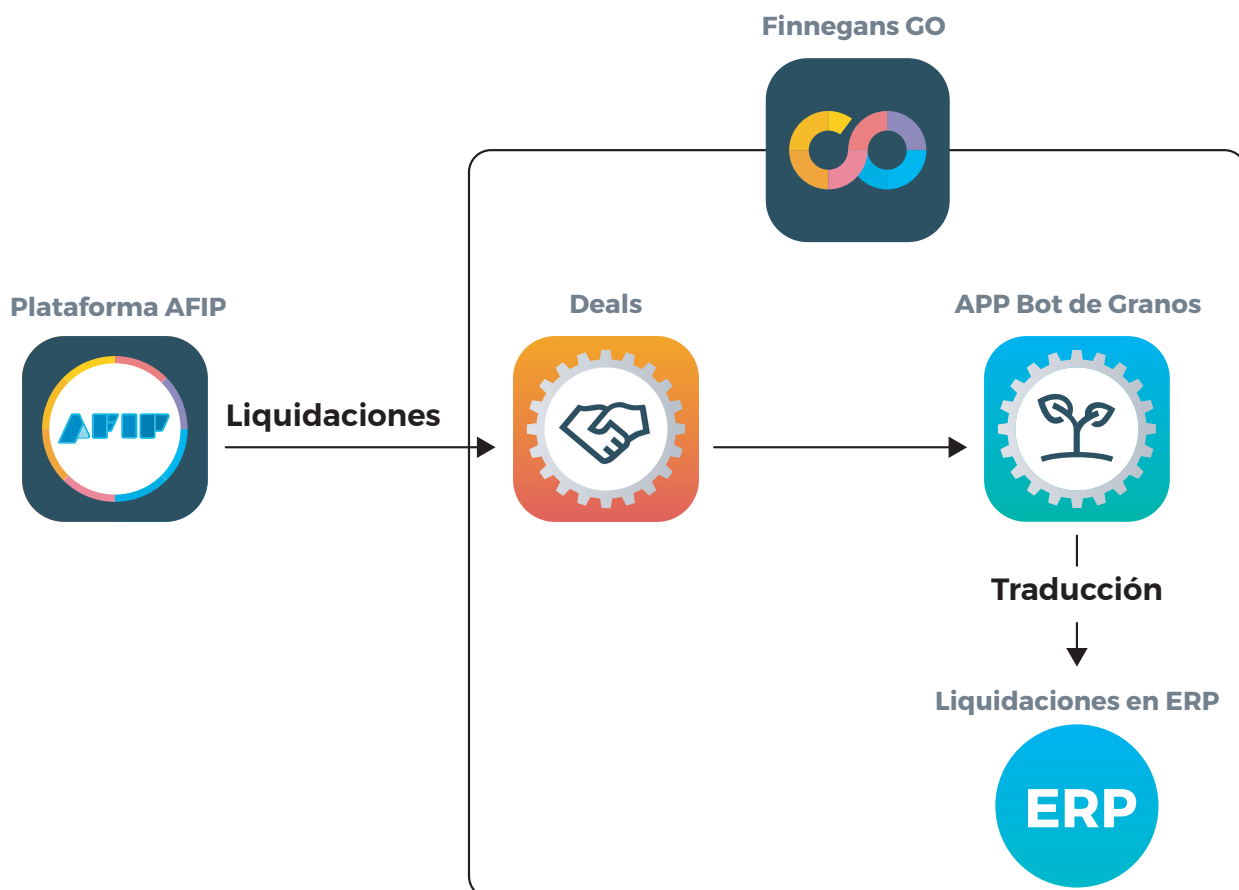 Finnegans GO
Plataforma AFIP
AFIP
Liquidaciones
Deals
APP Bot de Granos
Traducción
Liquidaciones en ERP
ERP